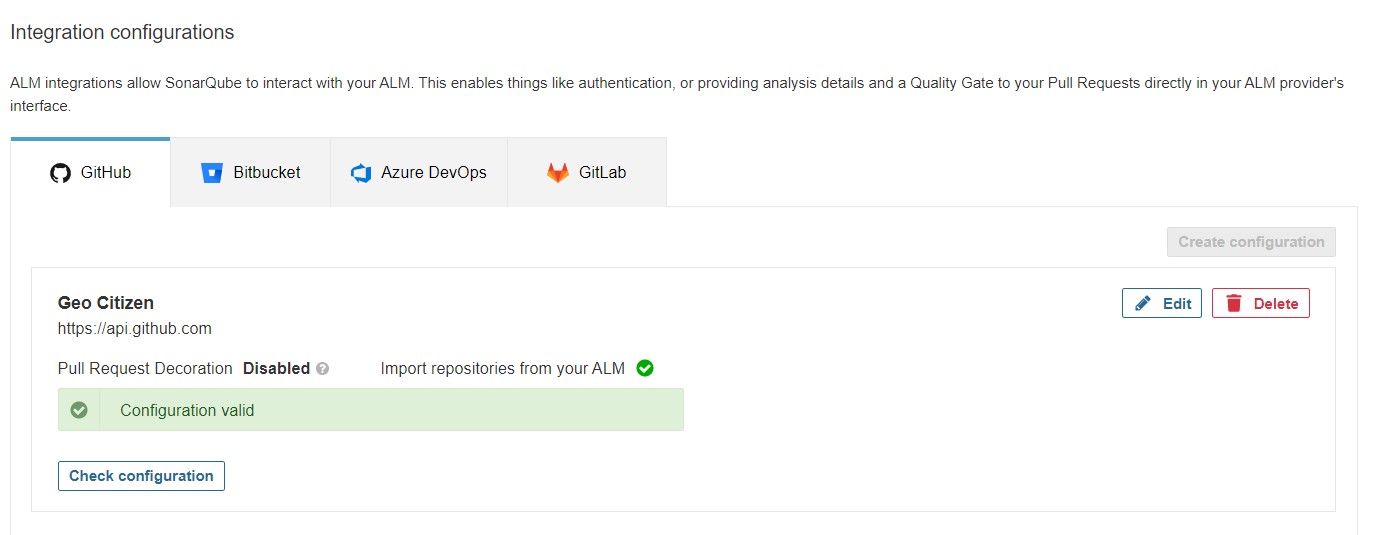 Integration configurations
ALM integrations allow SonarQube to interact with your ALM. This enables things like authentication, or providing analysis details and a Quality Gate to your Pull Requests directly in your ALM provider's
interface.
GitHub Bitbucket Azure DevOps GitLab
Create configuration
Geo Citizen Edit Delete
https://api.github.com
Pull Request Decoration Disabled ? Import repositories from your ALM
Configuration valid
Check configuration